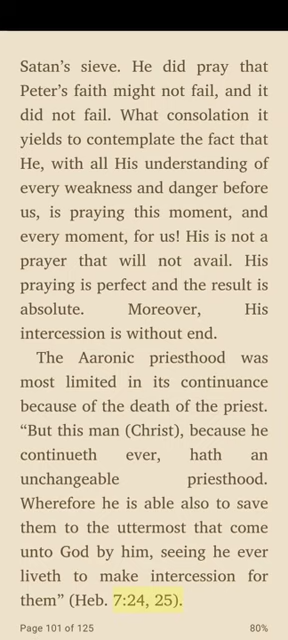 Satan’s sieve. He did pray that
Peter’s faith might not fail, and it
did not fail. What consolation it
yields to contemplate the fact that
He, with all His understanding of
every weakness and danger before
us, is praying this moment, and
every moment, for us! His is not a
prayer that will not avail. His
praying is perfect and the result is
absolute. Moreover, His
intercession is without end.
The Aaronic priesthood was
most limited in its continuance
because of the death of the priest.
“But this man (Christ), because he
continueth ever, hath an
unchangeable priesthood.
Wherefore he is able also to save
them to the uttermost that come
unto God by him, seeing he ever
liveth to make intercession for
them” (Heb. 7:24, 25).
Page 101 of 125 80%